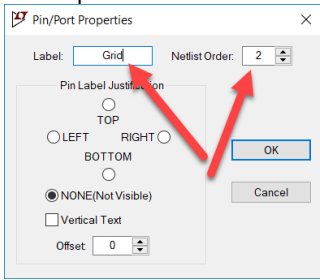 Pin/Port Properties
Label: Grid Netlist Order: 2
Pin Label Justification
TOP
LEFT RIGHT
BOTTOM
OK
NONE(Not Visible)
Cancel
Vertical Text
Offset: 0